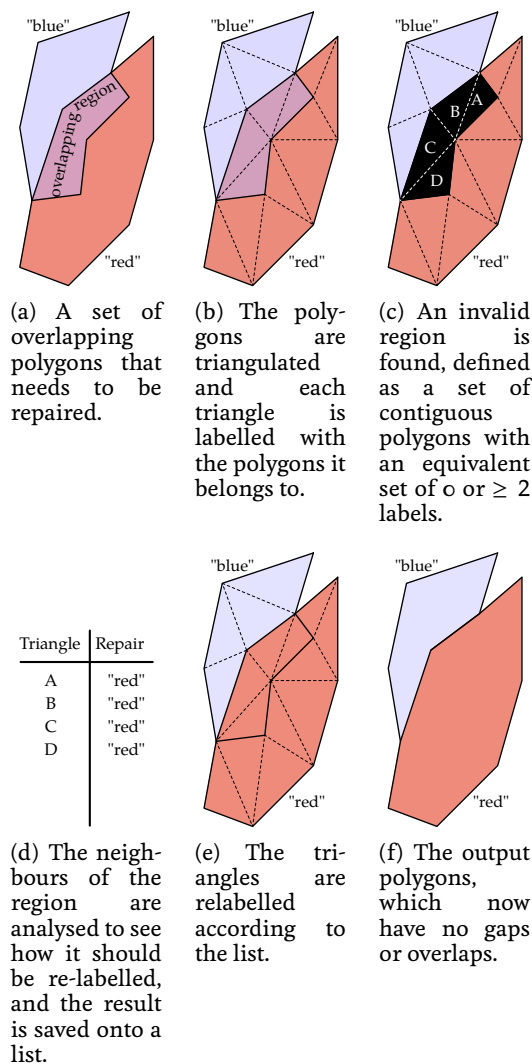 "blue"
overlapping region
"red"
(a) A set of
overlapping
polygons that
needs to be
repaired.
"blue"
"red"
(b) The poly-
gons are
triangulated
and each
triangle is
labelled with
the polygons it
belongs to.
"blue"
A
B
C
D
"red"
(c) An invalid
region is
found, defined
as a set of
contiguous
polygons with
an equivalent
set of 0 or ≥ 2
labels.
Triangle Repair
A "red"
B "red"
C "red"
D "red"
(d) The neigh-
bours of the
region are
analysed to see
how it should
be re-labelled,
and the result
is saved onto a
list.
"blue"
"red"
(e) The tri-
angles are
relabelled
according to
the list.
"blue"
"red"
(f) The output
polygons,
which now
have no gaps
or overlaps.